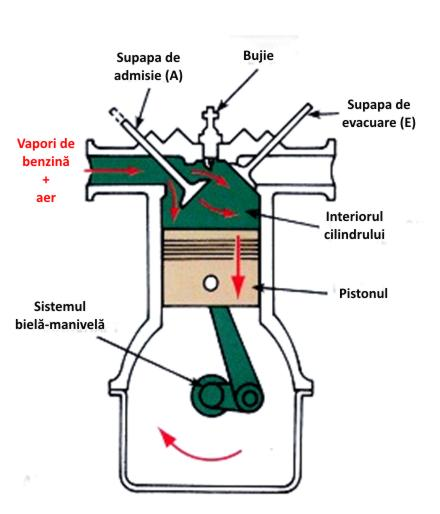 Supapa de
admisie (A)
Bujie
Supapa de
evacuare (E)
Vapori de
benzină
+
aer
Interiorul
cilindrului
Pistonul
Sistemul
bielă-manivelă